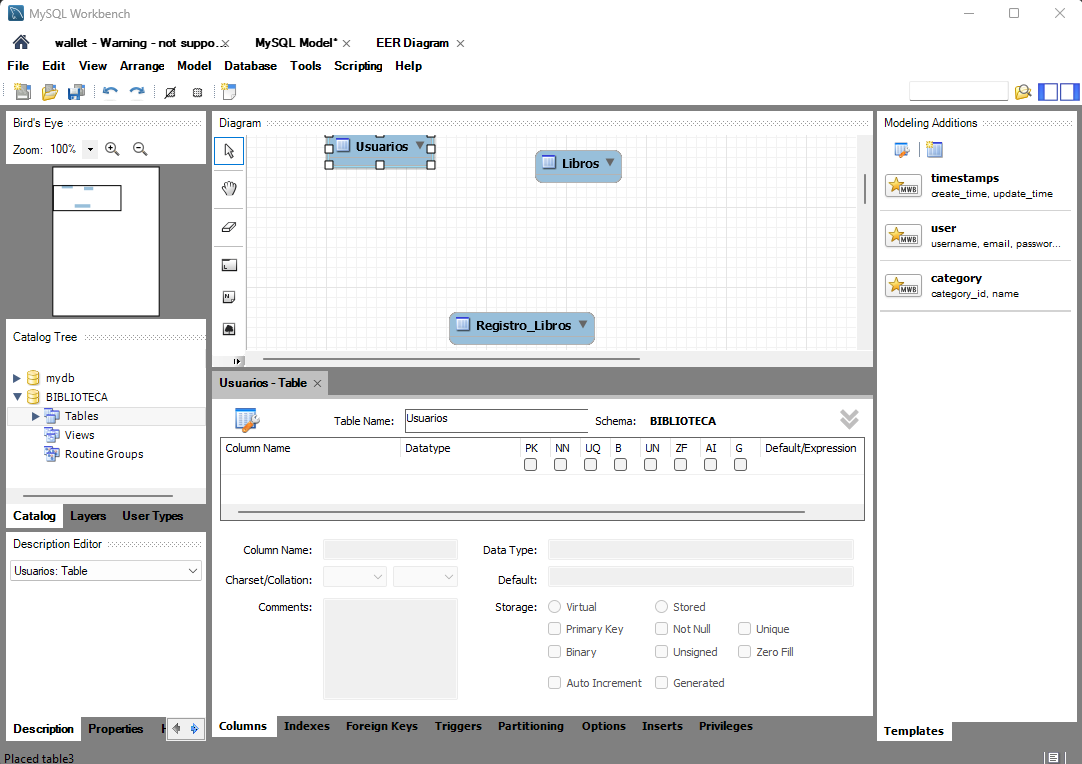 MySQL Workbench
wallet - Warning - not suppo...
MySQL Model*
EER Diagram
File Edit View Arrange Model Database Tools Scripting Help
Bird's Eye
Zoom: 100%
Diagram
Usuarios
Libros
Registro_Libros
Modeling Additions
timestamps
create_time, update_time
user
username, email, passwor...
category
category_id, name
Templates
Catalog Tree
mydb
BIBLIOTECA
Tables
Views
Routine Groups
Catalog Layers User Types
Description Editor
Usuarios: Table
Description Properties
Usuarios - Table
Table Name: Usuarios Schema: BIBLIOTECA
Column Name Datatype PK NN UQ B UN ZF AI G Default/Expression
Column Name: Data Type:
Charset/Collation: Default:
Comments: Storage: Virtual Stored
Primary Key Not Null Unique
Binary Unsigned Zero Fill
Auto Increment Generated
Columns Indexes Foreign Keys Triggers Partitioning Options Inserts Privileges
Placed table3